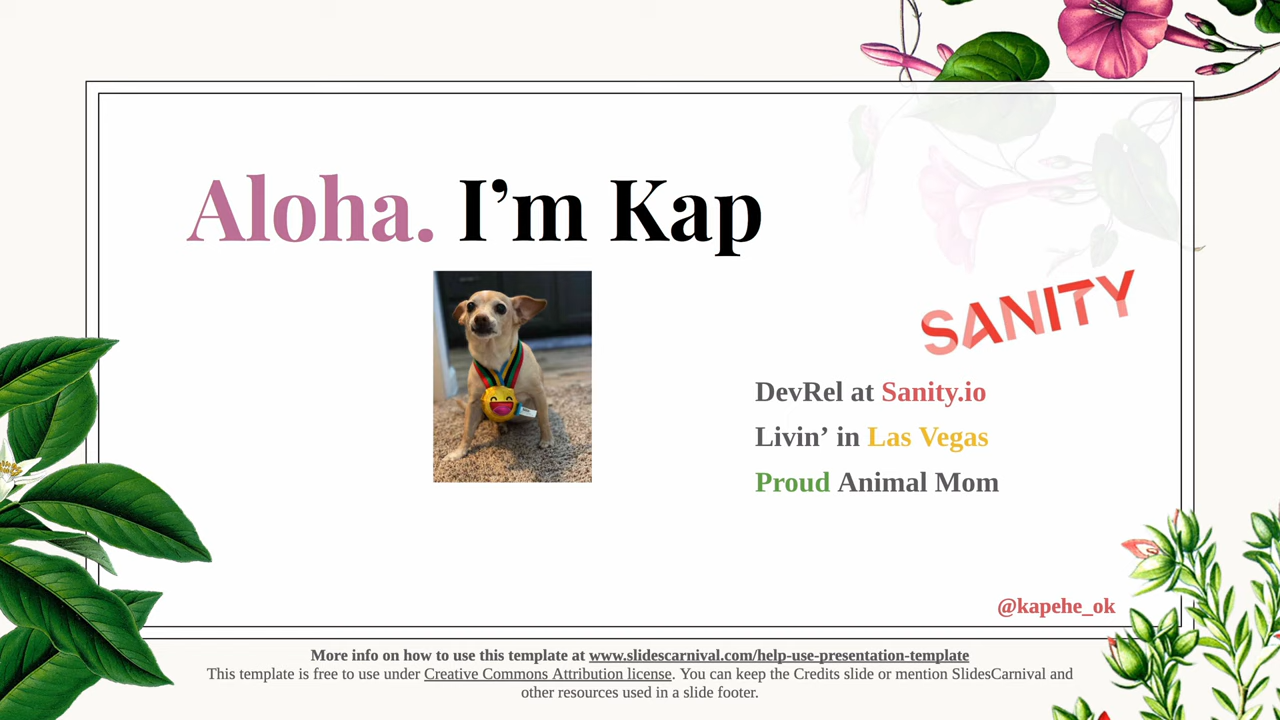 Aloha. I’m Kap
SANITY
DevRel at Sanity.io
Livin’ in Las Vegas
Proud Animal Mom
@kapehe_ok
More info on how to use this template at www.slidescarnival.com/help-use-presentation-template
This template is free to use under Creative Commons Attribution license. You can keep the Credits slide or mention SlidesCarnival and
other resources used in a slide footer.